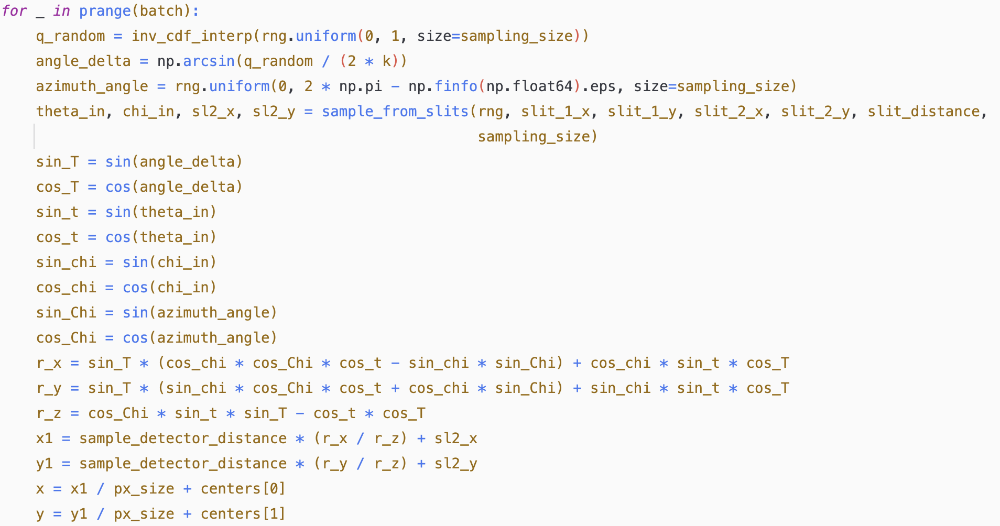 for _ in prange(batch):
    q_random = inv_cdf_interp(rng.uniform(0, 1, size=sampling_size))
    angle_delta = np.arcsin(q_random / (2 * k))
    azimuth_angle = rng.uniform(0, 2 * np.pi - np.finfo(np.float64).eps, size=sampling_size)
    theta_in, chi_in, sl2_x, sl2_y = sample_from_slits(rng, slit_1_x, slit_1_y, slit_2_x, slit_2_y, slit_distance,
                                                       sampling_size)
    sin_T = sin(angle_delta)
    cos_T = cos(angle_delta)
    sin_t = sin(theta_in)
    cos_t = cos(theta_in)
    sin_chi = sin(chi_in)
    cos_chi = cos(chi_in)
    sin_Chi = sin(azimuth_angle)
    cos_Chi = cos(azimuth_angle)
    r_x = sin_T * (cos_chi * cos_Chi * cos_t - sin_chi * sin_Chi) + cos_chi * sin_t * cos_T
    r_y = sin_T * (sin_chi * cos_Chi * cos_t + cos_chi * sin_Chi) + sin_chi * sin_t * cos_T
    r_z = cos_Chi * sin_t * sin_T - cos_t * cos_T
    x1 = sample_detector_distance * (r_x / r_z) + sl2_x
    y1 = sample_detector_distance * (r_y / r_z) + sl2_y
    x = x1 / px_size + centers[0]
    y = y1 / px_size + centers[1]